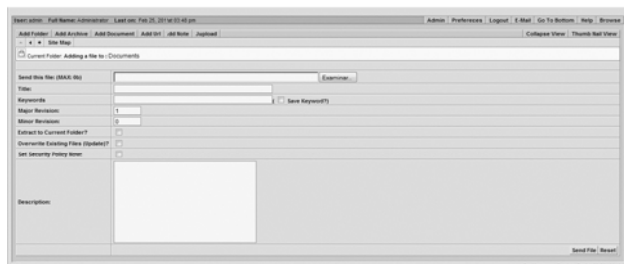 User: admin Full Name: Administrator Last on: Feb 25, 03:40 pm
Admin Preferences Logout E-Mail Go To Bottom Help Browse
Add Folder Add Archive Add Document Add Url dd Note Jupload
Collapse View Thumb Nail View
- + Site Map
Current Folder: Adding a file to : Documents
Send this file: (MAX:
Examinar...
Title:
Keywords
( Save Keyword?)
Major Revision: 1
Minor Revision: 0
Extract to Current Folder?
Overwrite Existing Files (Update)?
Set Security Policy Now
Description:
Send File Reset